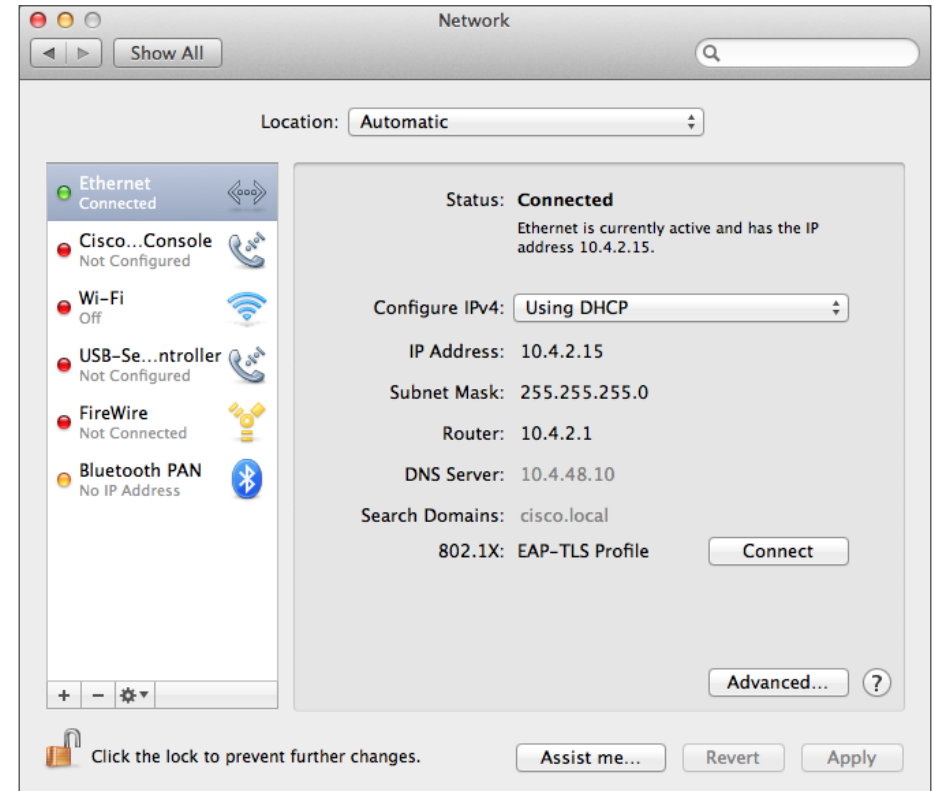 Network
Show All
Location: Automatic
Ethernet
Connected
Cisco...Console
Not Configured
Wi-Fi
Off
USB-Se...ntroller
Not Configured
FireWire
Not Connected
Bluetooth PAN
No IP Address
Status: Connected
Ethernet is currently active and has the IP
address 10.4.2.15.
Configure IPv4: Using DHCP
IP Address: 10.4.2.15
Subnet Mask: 255.255.255.0
Router: 10.4.2.1
DNS Server: 10.4.48.10
Search Domains: cisco.local
802.1X: EAP-TLS Profile Connect
Advanced... ?
Click the lock to prevent further changes. Assist me... Revert Apply